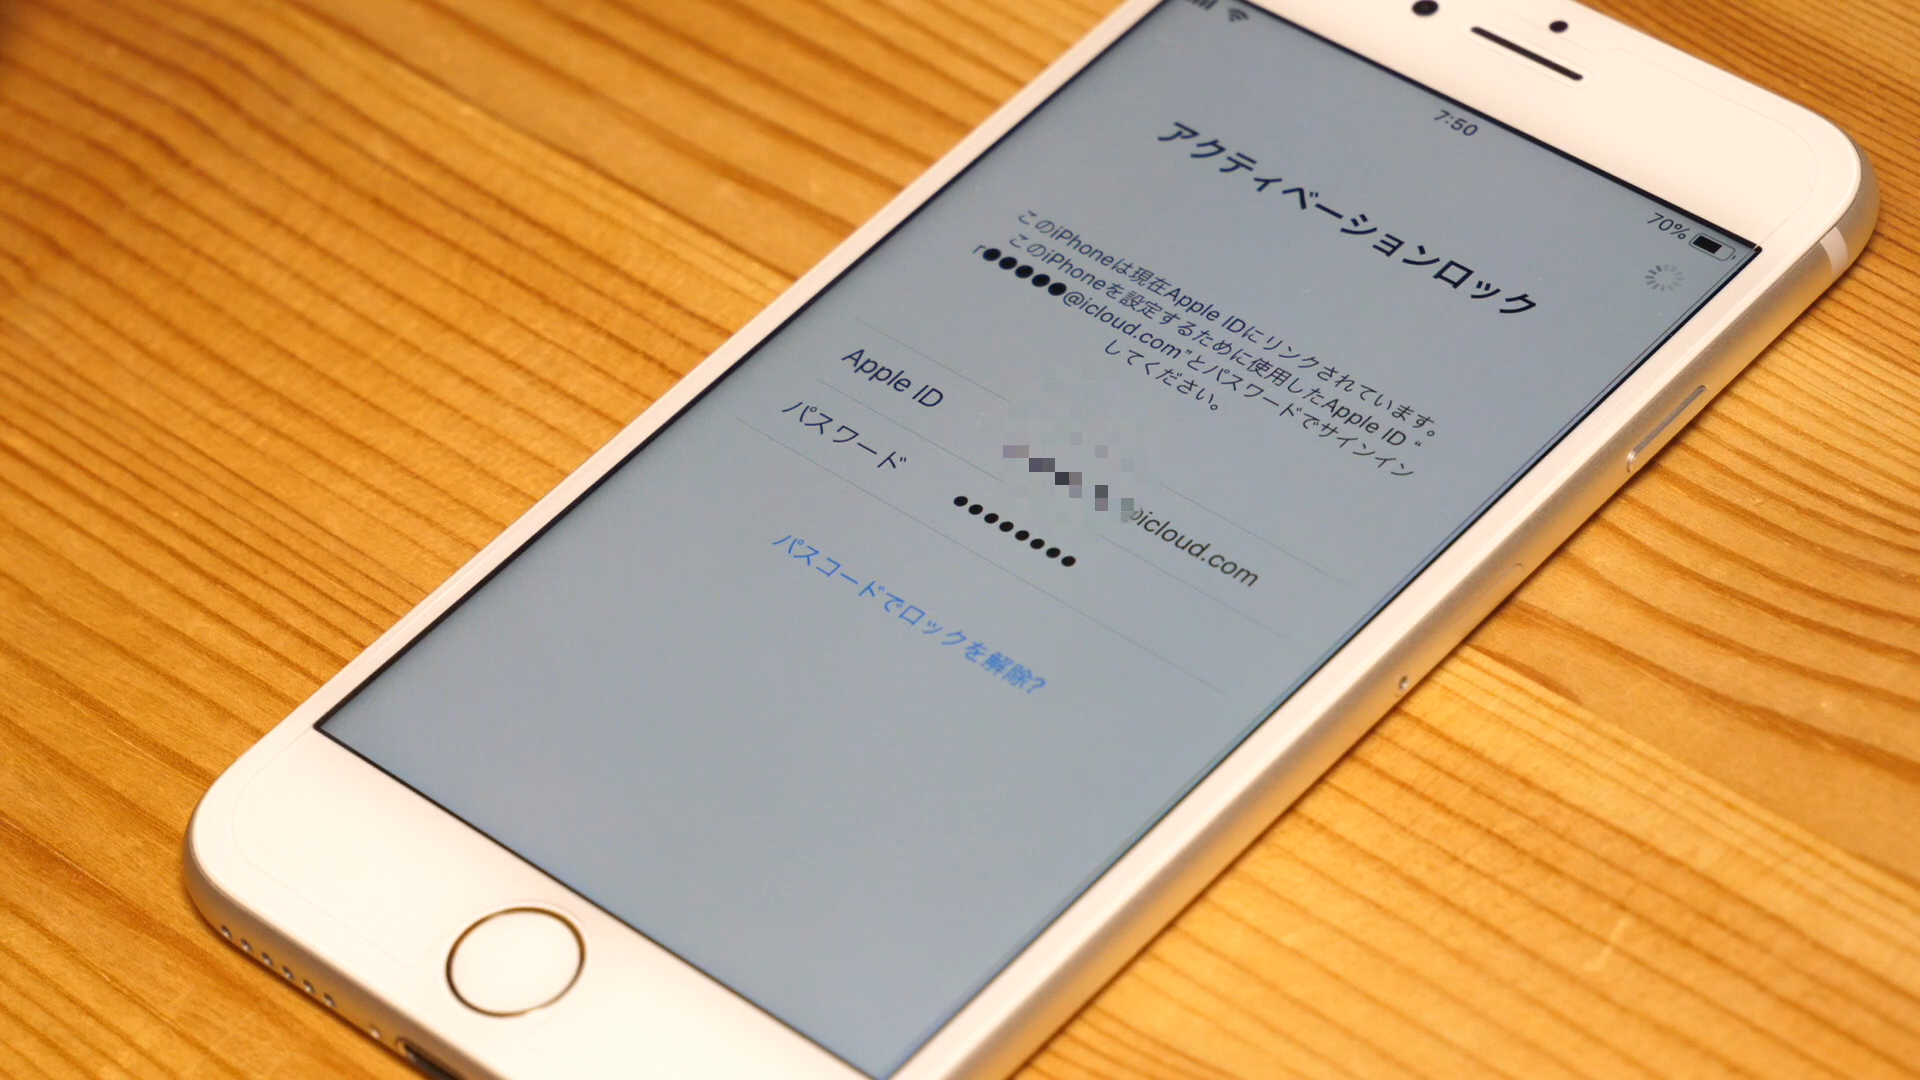 7:50
70%
アクティベーションロック
このiPhoneは現在Apple IDにリンクされています。
このiPhoneを設定するために使用したApple ID “
r●●●●●@icloud.com”とパスワードでサインイン
してください。
Apple ID @icloud.com
パスワード ●●●●●●●●
パスコードでロックを解除?